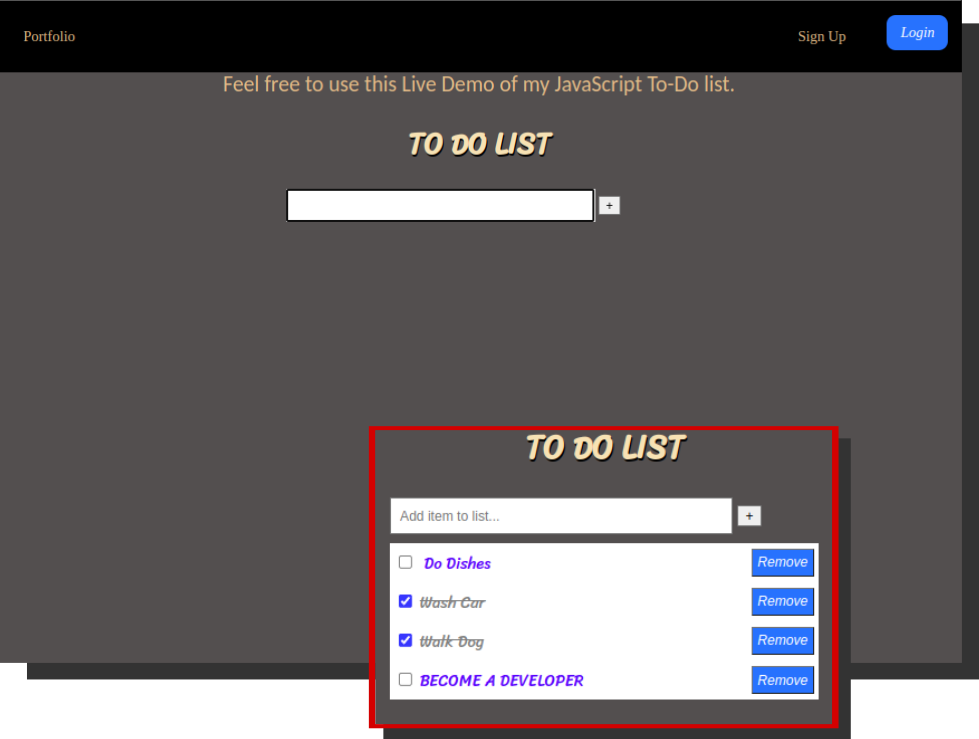 Portfolio Sign Up Login
Feel free to use this Live Demo of my JavaScript To-Do list.
TO DO LIST
+
TO DO LIST
Add item to list... +
Do Dishes Remove
Wash Car Remove
Walk Dog Remove
BECOME A DEVELOPER Remove